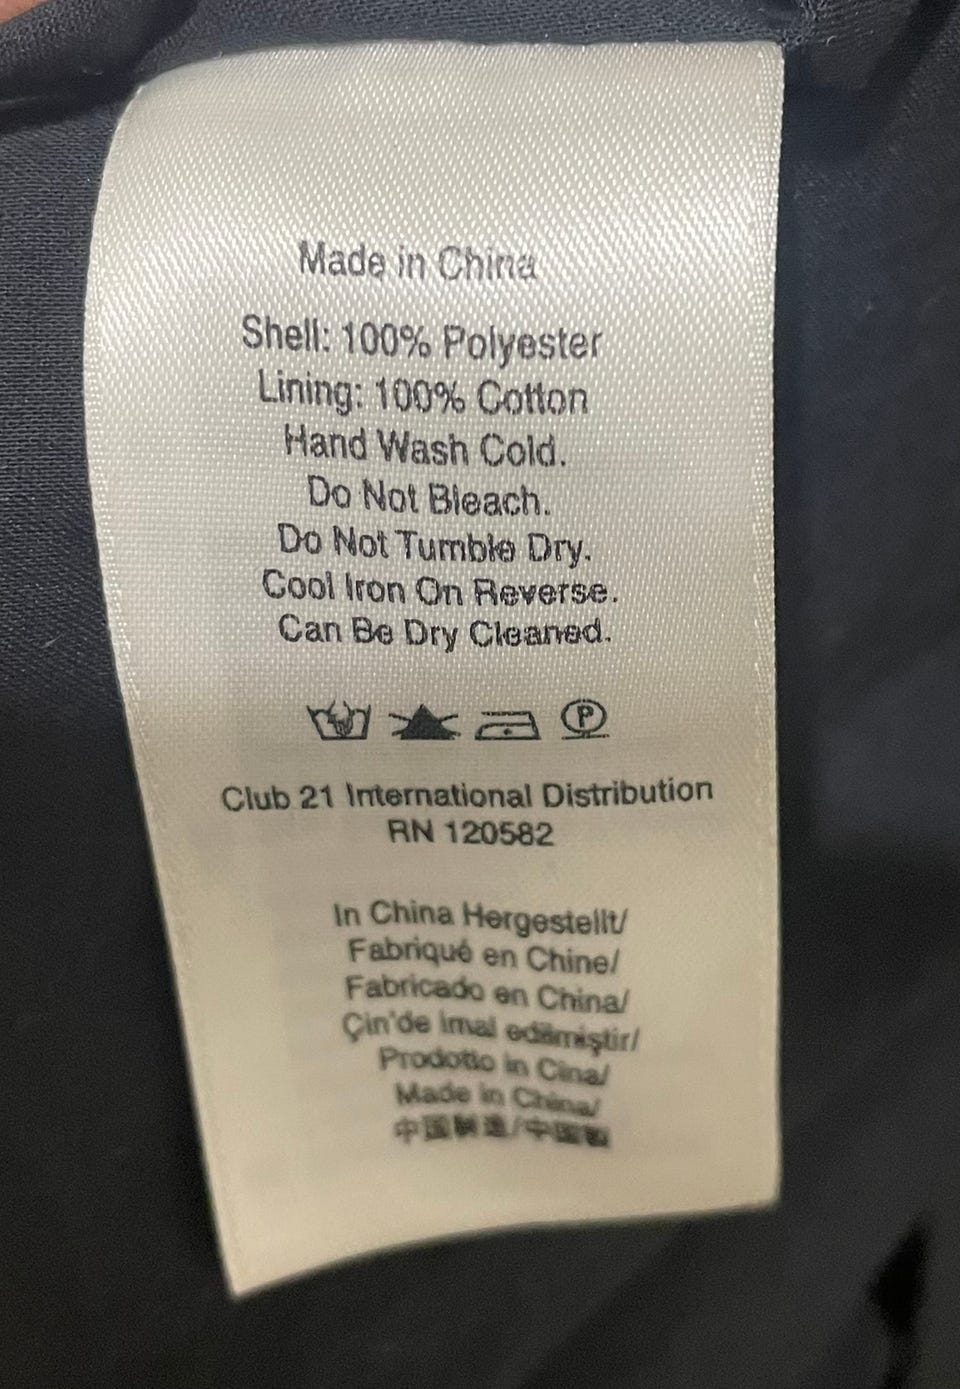 Made in China
Shell: 100% Polyester
Lining: 100% Cotton
Hand Wash Cold.
Do Not Bleach.
Do Not Tumble Dry.
Cool Iron On Reverse.
Can Be Dry Cleaned.
P
Club 21 International Distribution
RN 120582
In China Hergestellt/
Fabriqué en Chine/
Fabricado en China/
Çin'de imal edilmiştir/
Prodotto in Cina/
Made in China/
中国制造/中国製